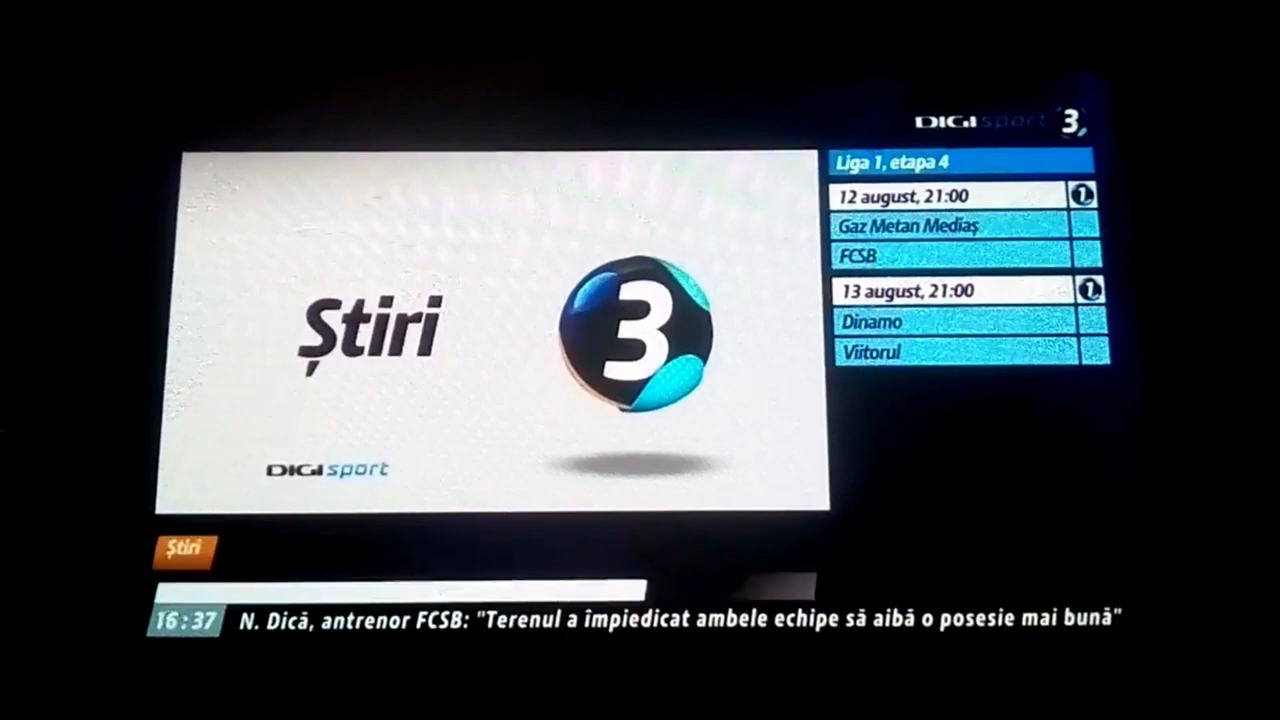 DIGI sport 3
Liga 1, etapa 4
12 august, 21:00 1
Gaz Metan Mediaș
FCSB
13 august, 21:00 1
Dinamo
Viitorul
Știri 3
DIGI sport
Știri
16:37 N. Dică, antrenor FCSB: "Terenul a împiedicat ambele echipe să aibă o posesie mai bună"